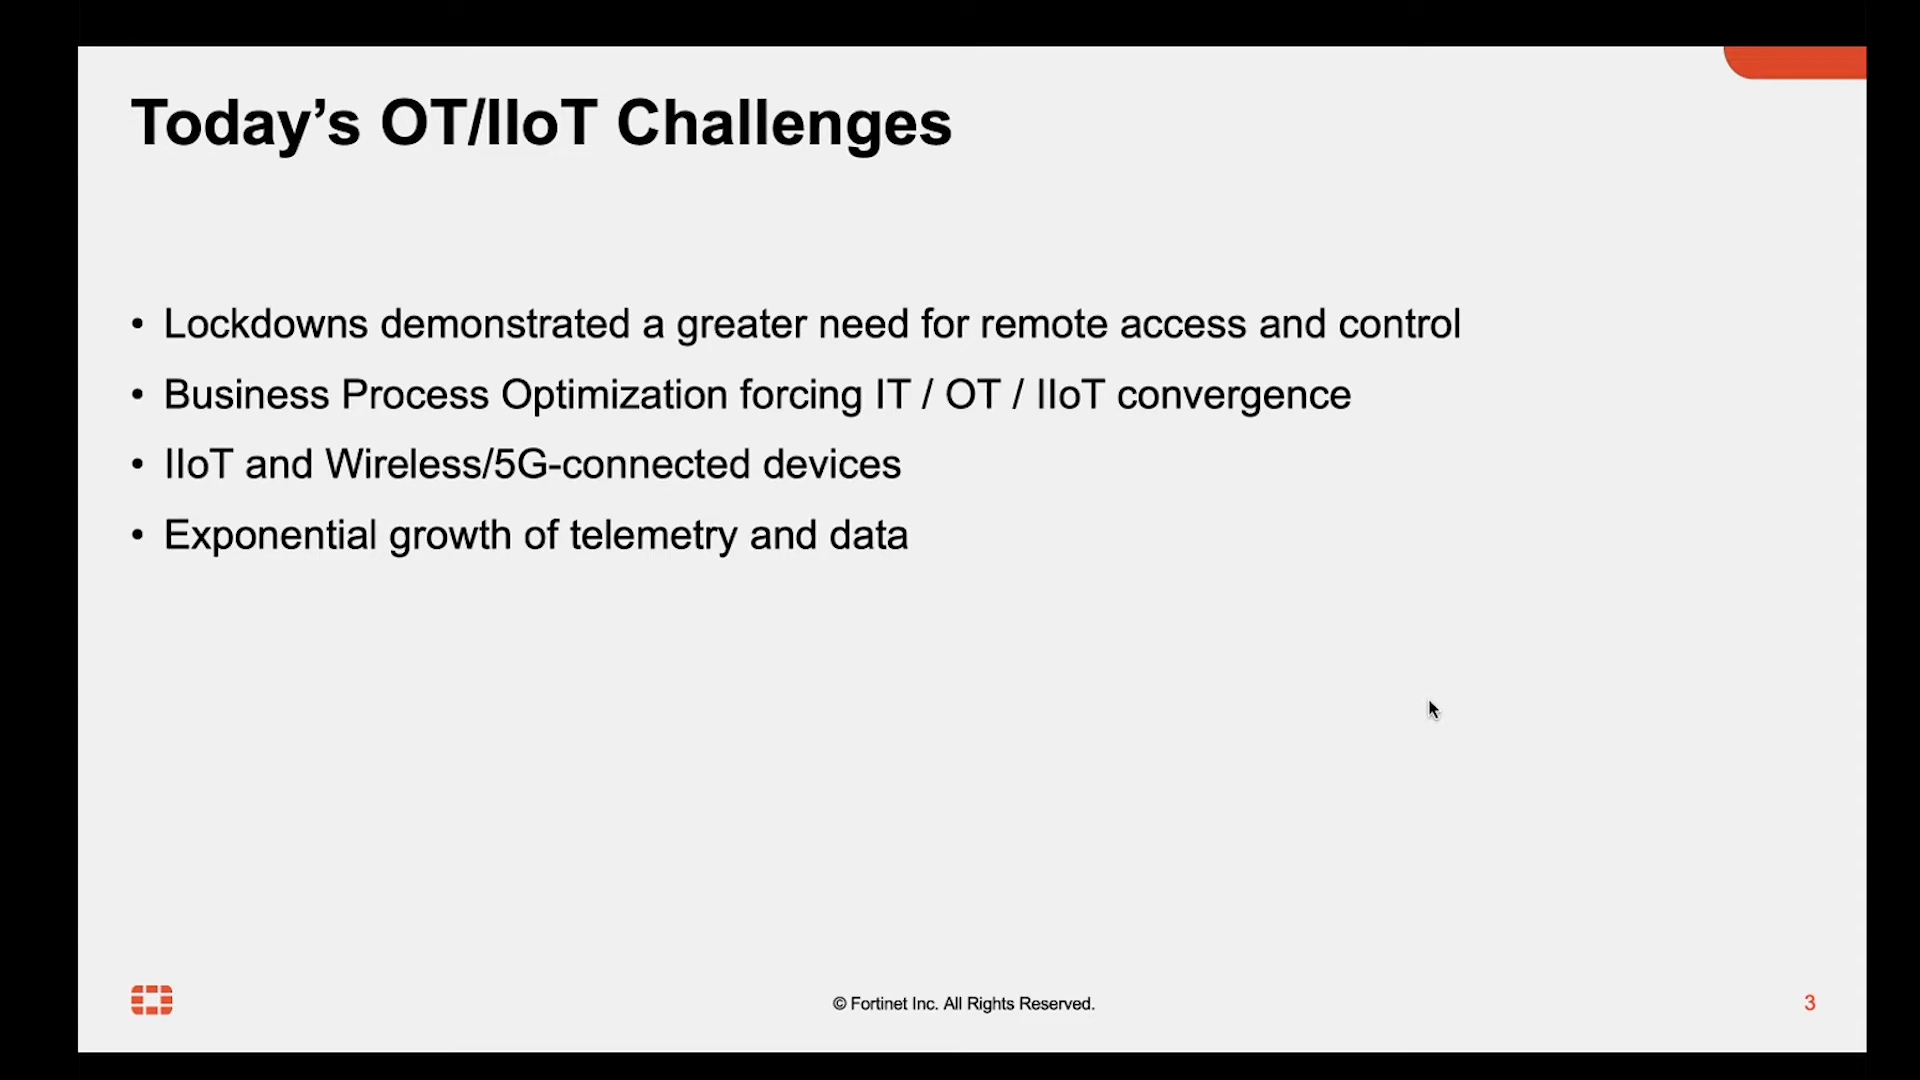 Today’s OT/IIoT Challenges
• Lockdowns demonstrated a greater need for remote access and control
• Business Process Optimization forcing IT / OT / IIoT convergence
• IIoT and Wireless/5G-connected devices
• Exponential growth of telemetry and data
© Fortinet Inc. All Rights Reserved.
3